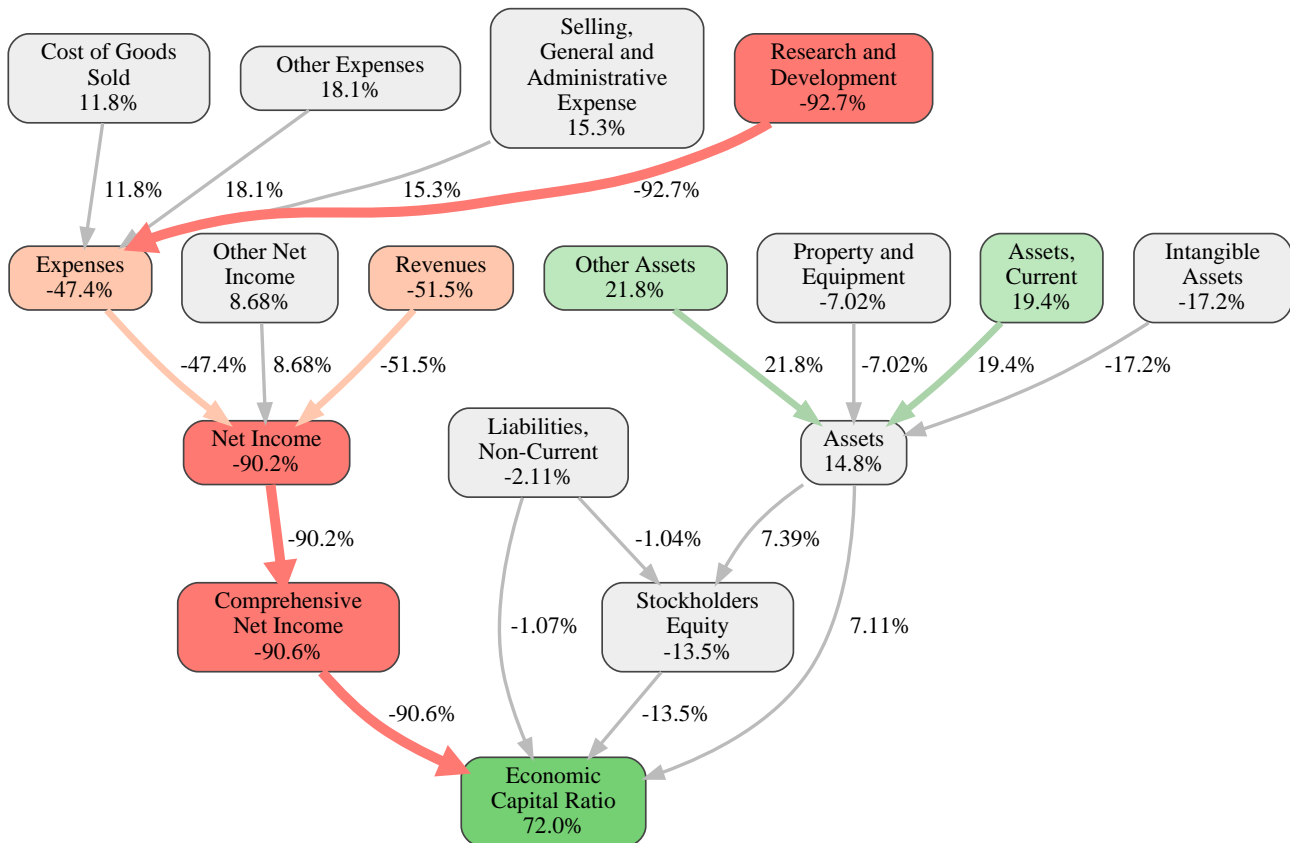 Cost of Goods
Sold
11.8%
Other Expenses
18.1%
Selling,
General and
Administrative
Expense
15.3%
Research and
Development
-92.7%
11.8%
18.1%
15.3%
-92.7%
Expenses
-47.4%
Other Net
Income
8.68%
Revenues
-51.5%
Other Assets
21.8%
Property and
Equipment
-7.02%
Assets,
Current
19.4%
Intangible
Assets
-17.2%
-47.4%
8.68%
-51.5%
21.8%
-7.02%
19.4%
-17.2%
Net Income
-90.2%
Liabilities,
Non-Current
-2.11%
Assets
14.8%
-90.2%
-1.04%
7.39%
Comprehensive
Net Income
-90.6%
-1.07%
Stockholders
Equity
-13.5%
7.11%
-90.6%
-13.5%
Economic
Capital Ratio
72.0%